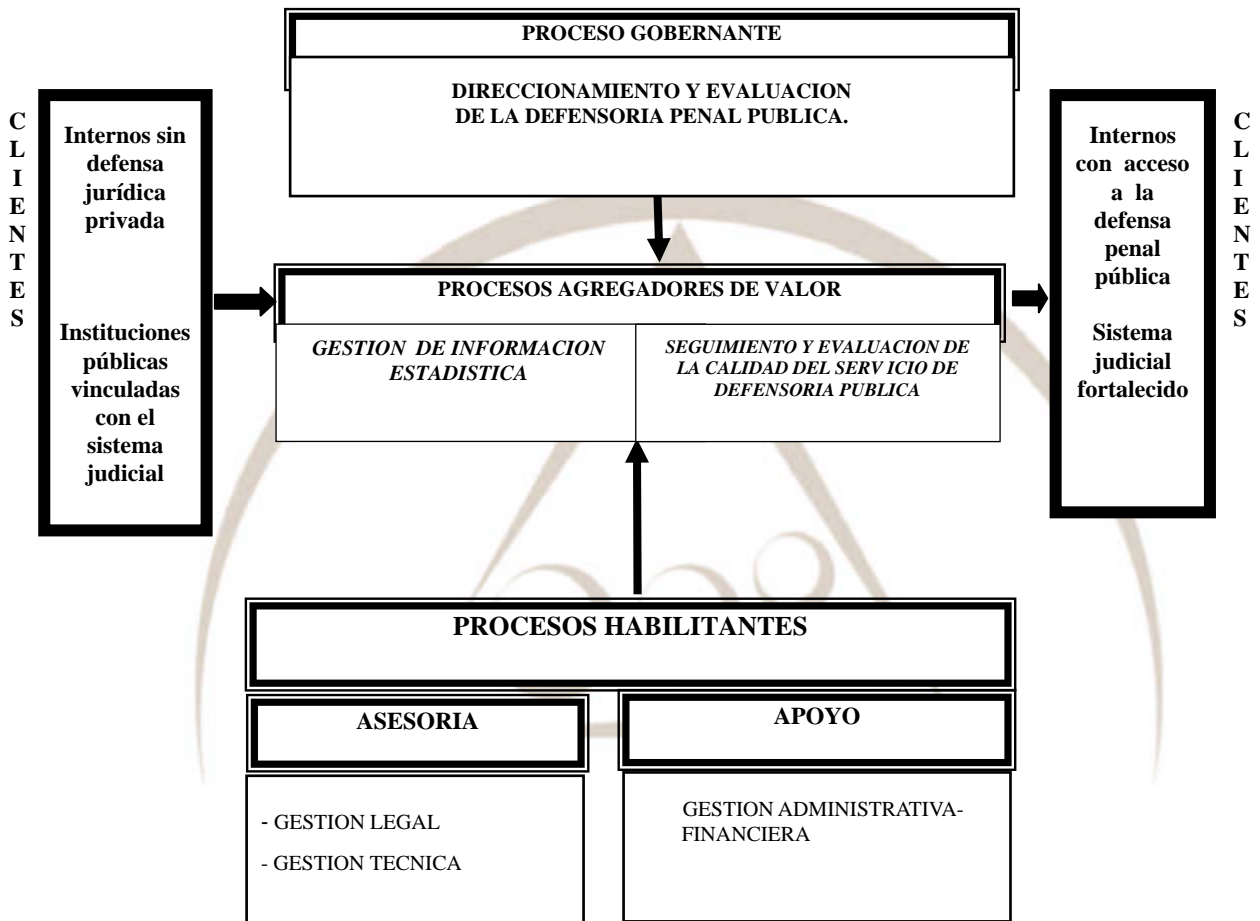 PROCESO GOBERNANTE
DIRECCIONAMIENTO Y EVALUACION
DE LA DEFENSORIA PENAL PUBLICA.
CLIENTES
Internos sin
defensa
jurídica
privada
Instituciones
públicas
vinculadas
con el
sistema
judicial
PROCESOS AGREGADORES DE VALOR
GESTION DE INFORMACION
ESTADISTICA
SEGUIMIENTO Y EVALUACION DE
LA CALIDAD DEL SERV ICIO DE
DEFENSORIA PUBLICA
Internos
con acceso
a la
defensa
penal
pública
Sistema
judicial
fortalecido
CLIENTES
PROCESOS HABILITANTES
ASESORIA
- GESTION LEGAL
- GESTION TECNICA
APOYO
GESTION ADMINISTRATIVA-
FINANCIERA